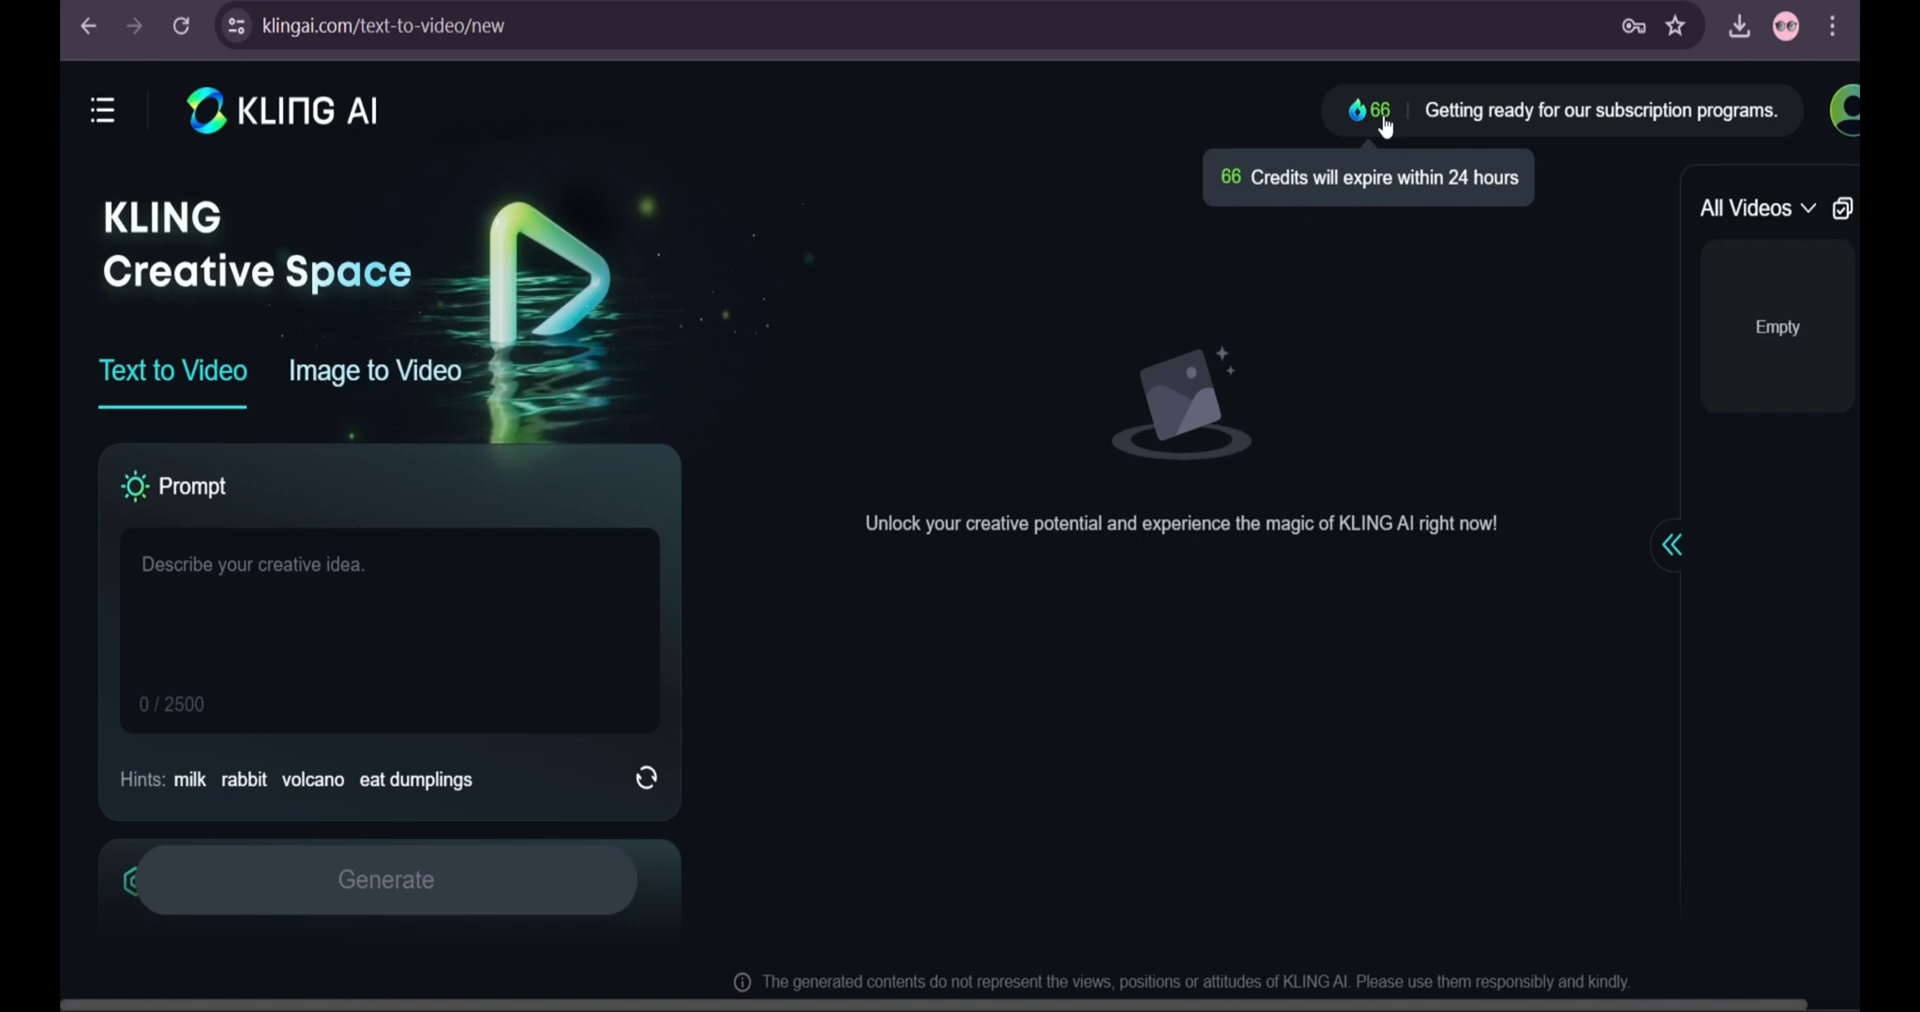 klingai.com/text-to-video/new
KLING AI
66 Getting ready for our subscription programs.
66 Credits will expire within 24 hours
KLING
Creative Space
All Videos
Empty
Text to Video Image to Video
Prompt
Describe your creative idea.
0 / 2500
Unlock your creative potential and experience the magic of KLING AI right now!
Hints: milk rabbit volcano eat dumplings
Generate
The generated contents do not represent the views, positions or attitudes of KLING AI. Please use them responsibly and kindly.